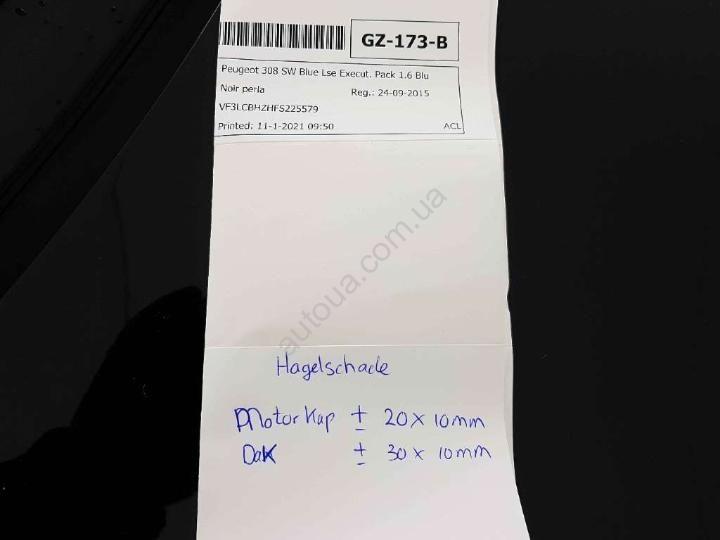 GZ-173-B
Peugeot 308 SW Blue Lse Execut. Pack 1.6 Blu
Noir perla Reg.: 24-09-2015
VF3LCBHZHFS225579
Printed: 11-1-2021 09:50 ACL
autoua.com.ua
Hagelschade
Motorkap ± 20 x 10mm
Dak ± 30 x 10mm